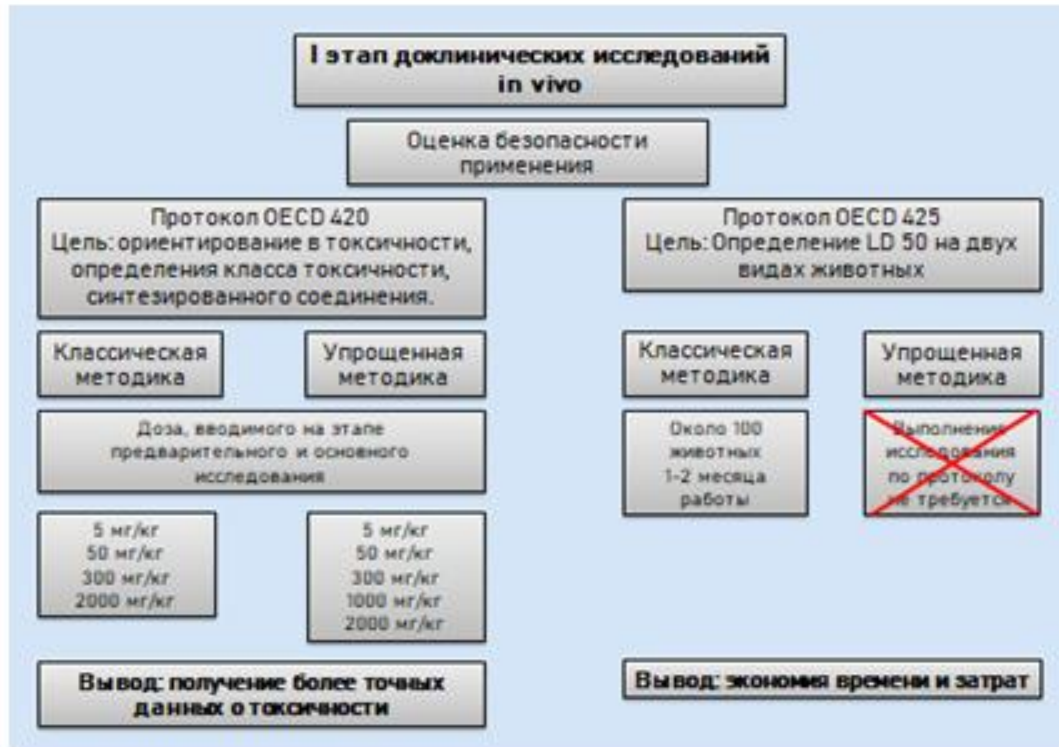 I этап доклинических исследований
in vivo
Оценка безопасности
применения
Протокол OECD 420
Цель: ориентирование в токсичности,
определения класса токсичности,
синтезированного соединения.
Протокол OECD 425
Цель: Определение LD 50 на двух
видах животных
Классическая
методика
Упрощенная
методика
Классическая
методика
Упрощенная
методика
Доза, вводимого на этапе
предварительного и основного
исследования
Около 100
животных
1-2 месяца
работы
Выполнение
исследования
по протоколу
не требуется
5 мг/кг
50 мг/кг
300 мг/кг
2000 мг/кг
5 мг/кг
50 мг/кг
300 мг/кг
1000 мг/кг
2000 мг/кг
Вывод: получение более точных
данных о токсичности
Вывод: экономия времени и затрат